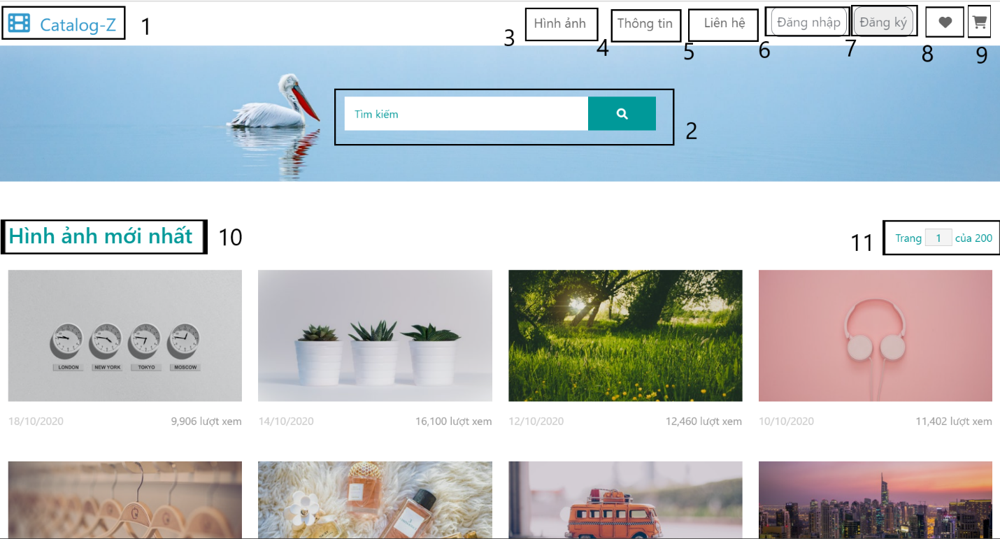 Catalog-Z
1
Hình ảnh
3
Thông tin
4
Liên hệ
5
Đăng nhập
6
Đăng ký
7
8
9
Tìm kiếm
2
Hình ảnh mới nhất
10
11
Trang 1 của 200
LONDON NEW YORK TOKYO MOSCOW
18/10/2020 9,906 lượt xem
14/10/2020 16,100 lượt xem
12/10/2020 12,460 lượt xem
10/10/2020 11,402 lượt xem